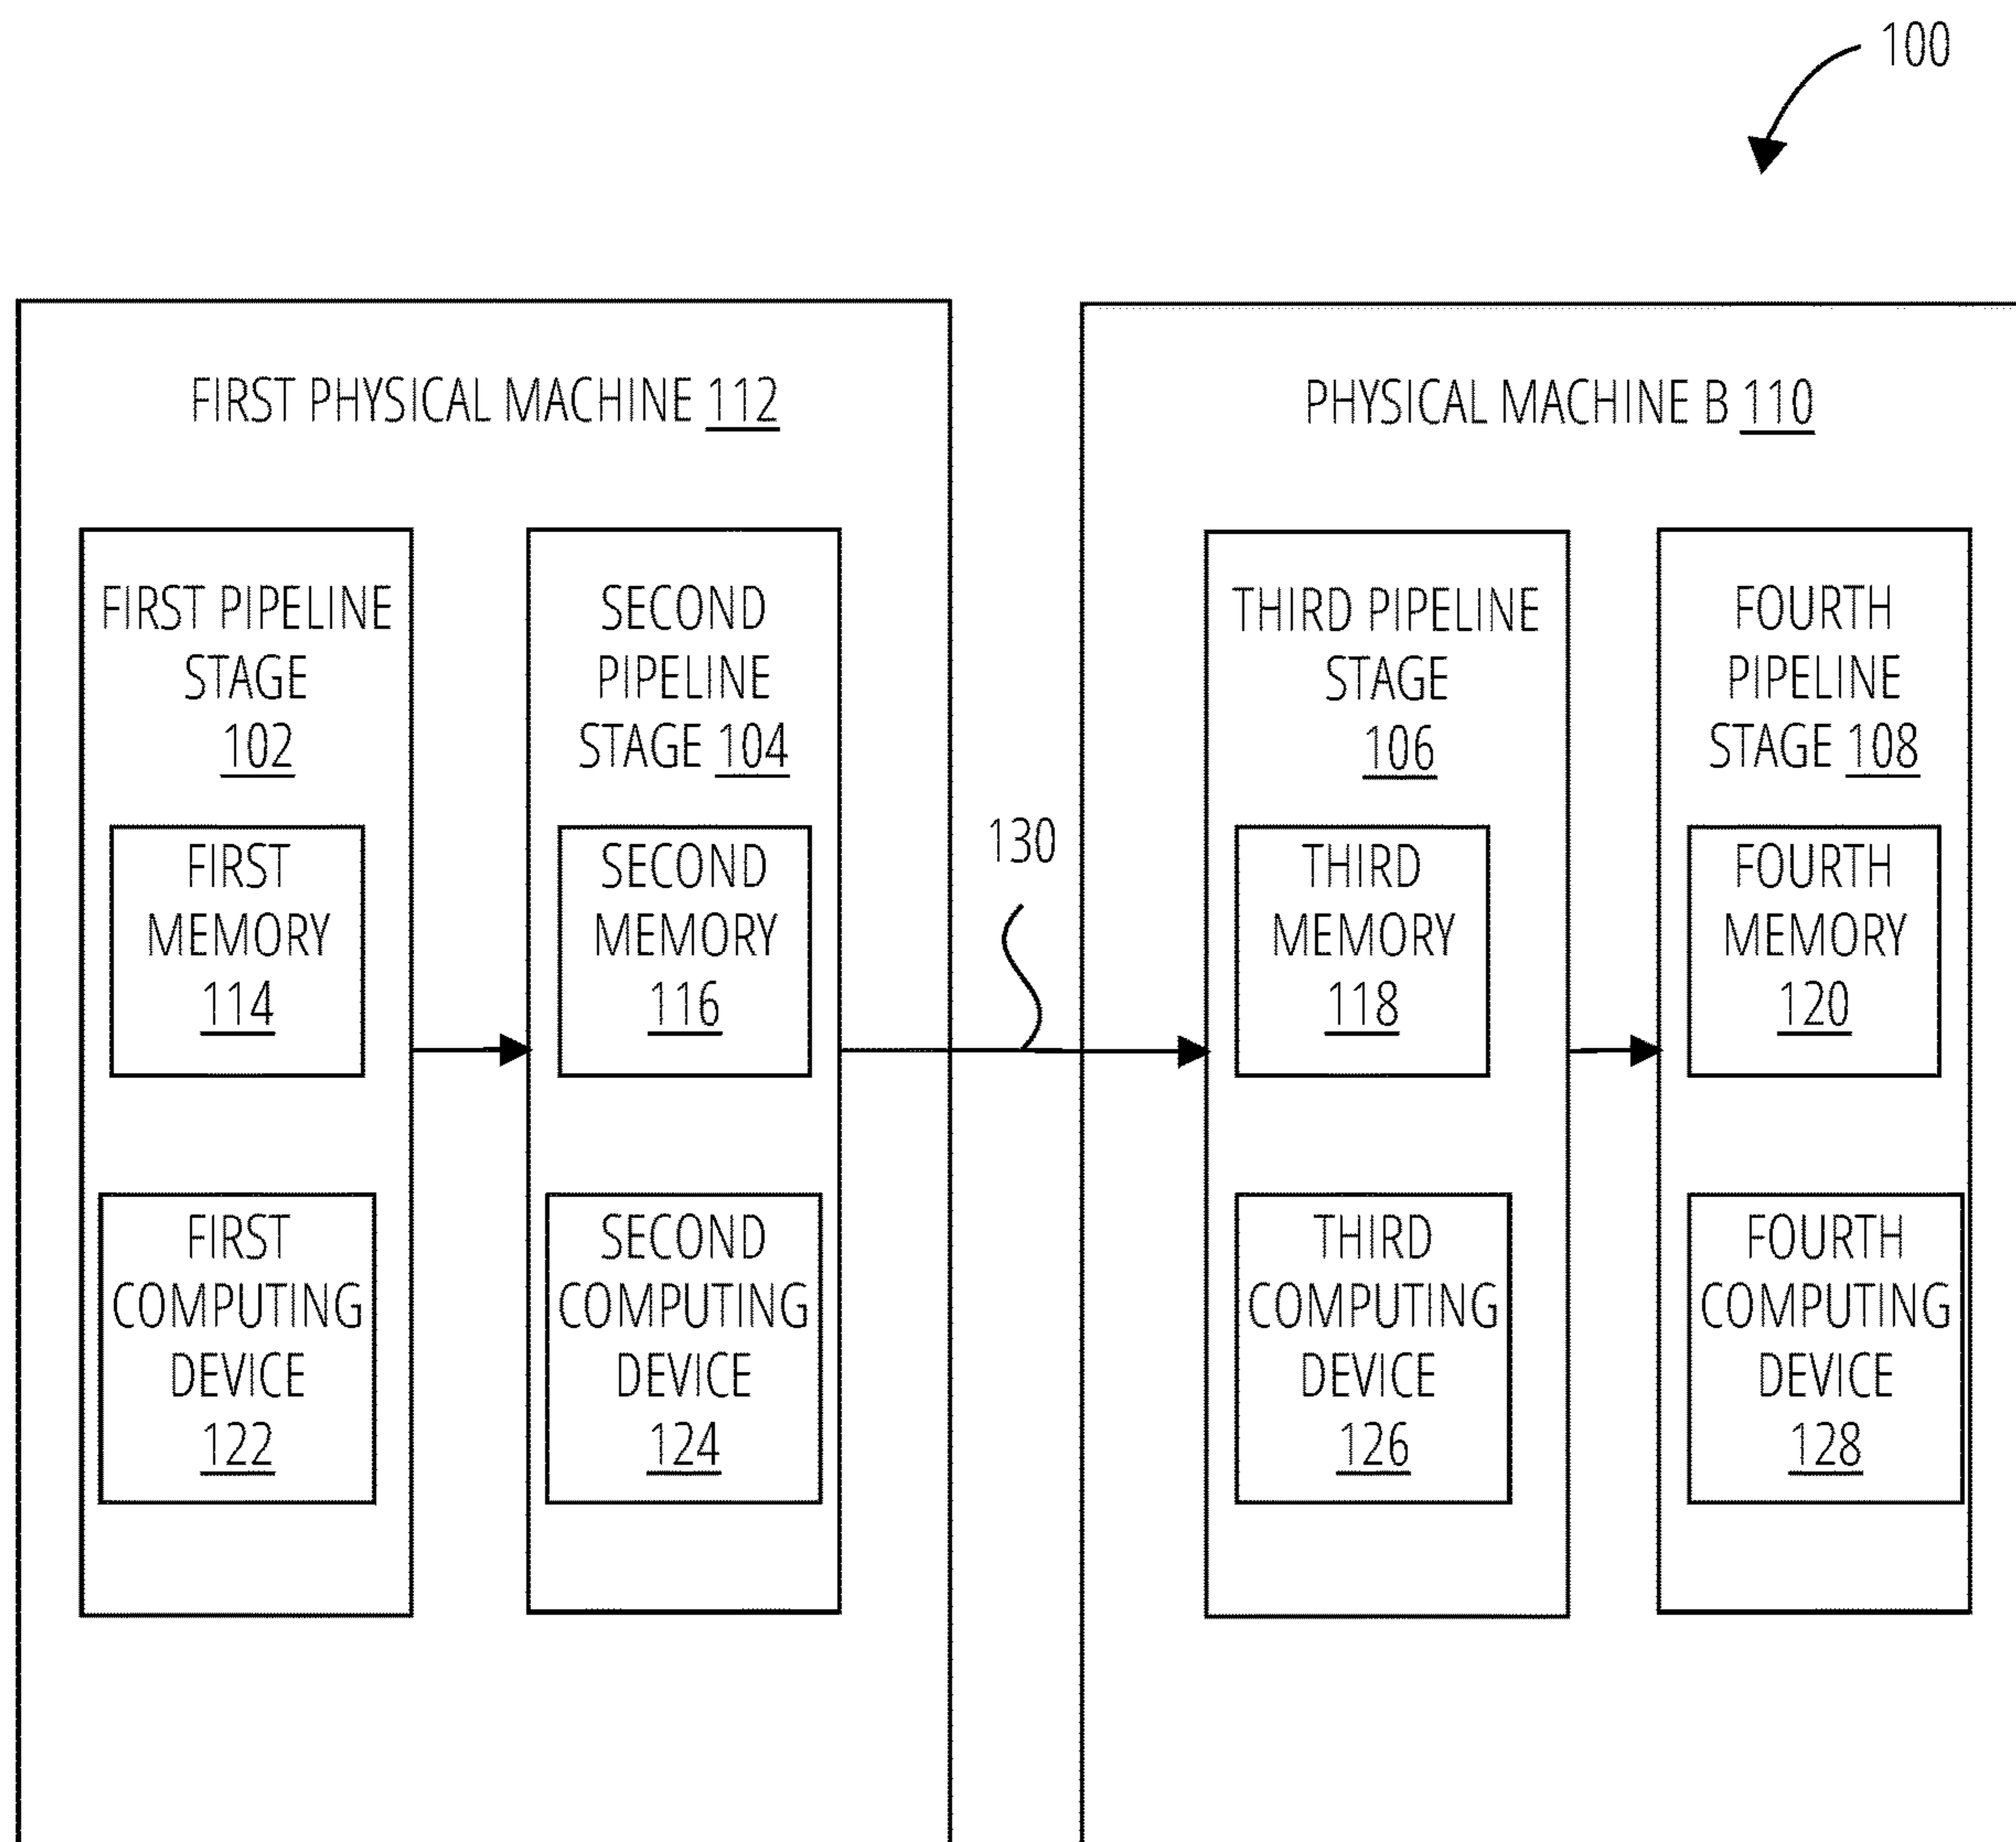 100
FIRST PHYSICAL MACHINE 112
PHYSICAL MACHINE B 110
FIRST PIPELINE
STAGE
102
SECOND
PIPELINE
STAGE 104
THIRD PIPELINE
STAGE
106
FOURTH
PIPELINE
STAGE 108
FIRST
MEMORY
114
SECOND
MEMORY
116
130
THIRD
MEMORY
118
FOURTH
MEMORY
120
FIRST
COMPUTING
DEVICE
122
SECOND
COMPUTING
DEVICE
124
THIRD
COMPUTING
DEVICE
126
FOURTH
COMPUTING
DEVICE
128